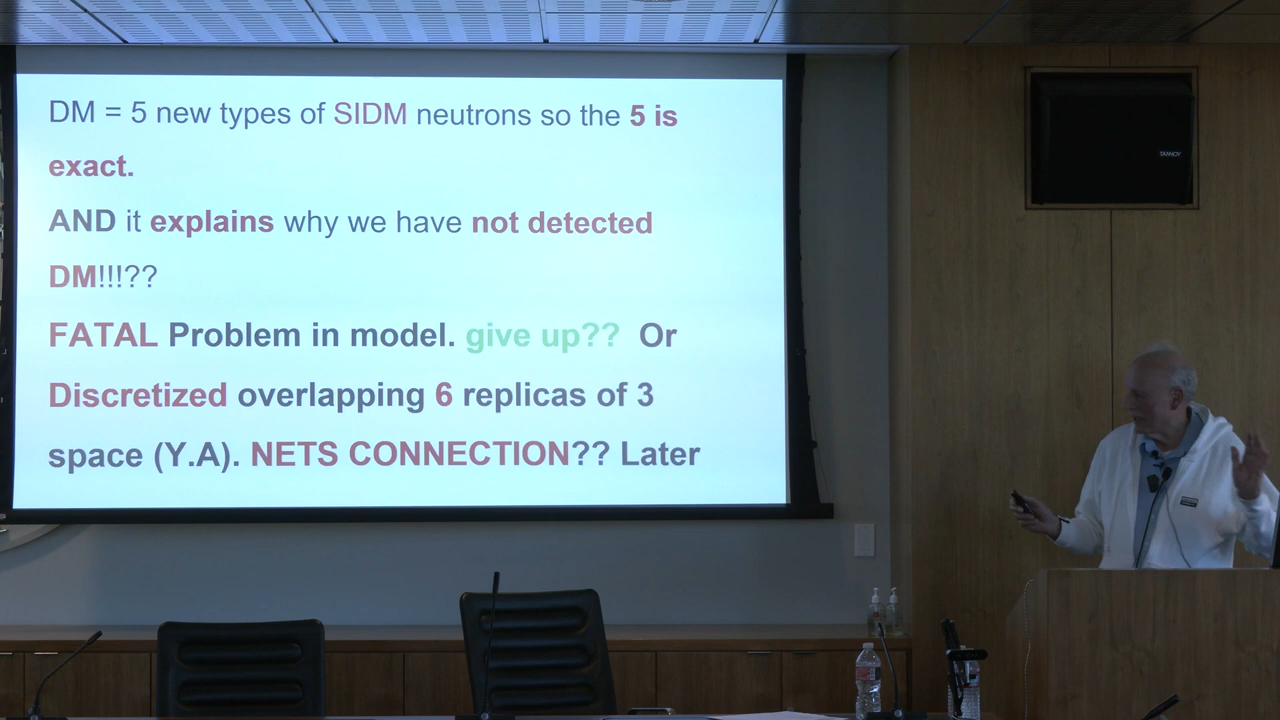 DM = 5 new types of SIDM neutrons so the 5 is
exact.
AND it explains why we have not detected
DM!!!??
FATAL Problem in model. give up?? Or
Discretized overlapping 6 replicas of 3
space (Y.A). NETS CONNECTION?? Later
TANNOY